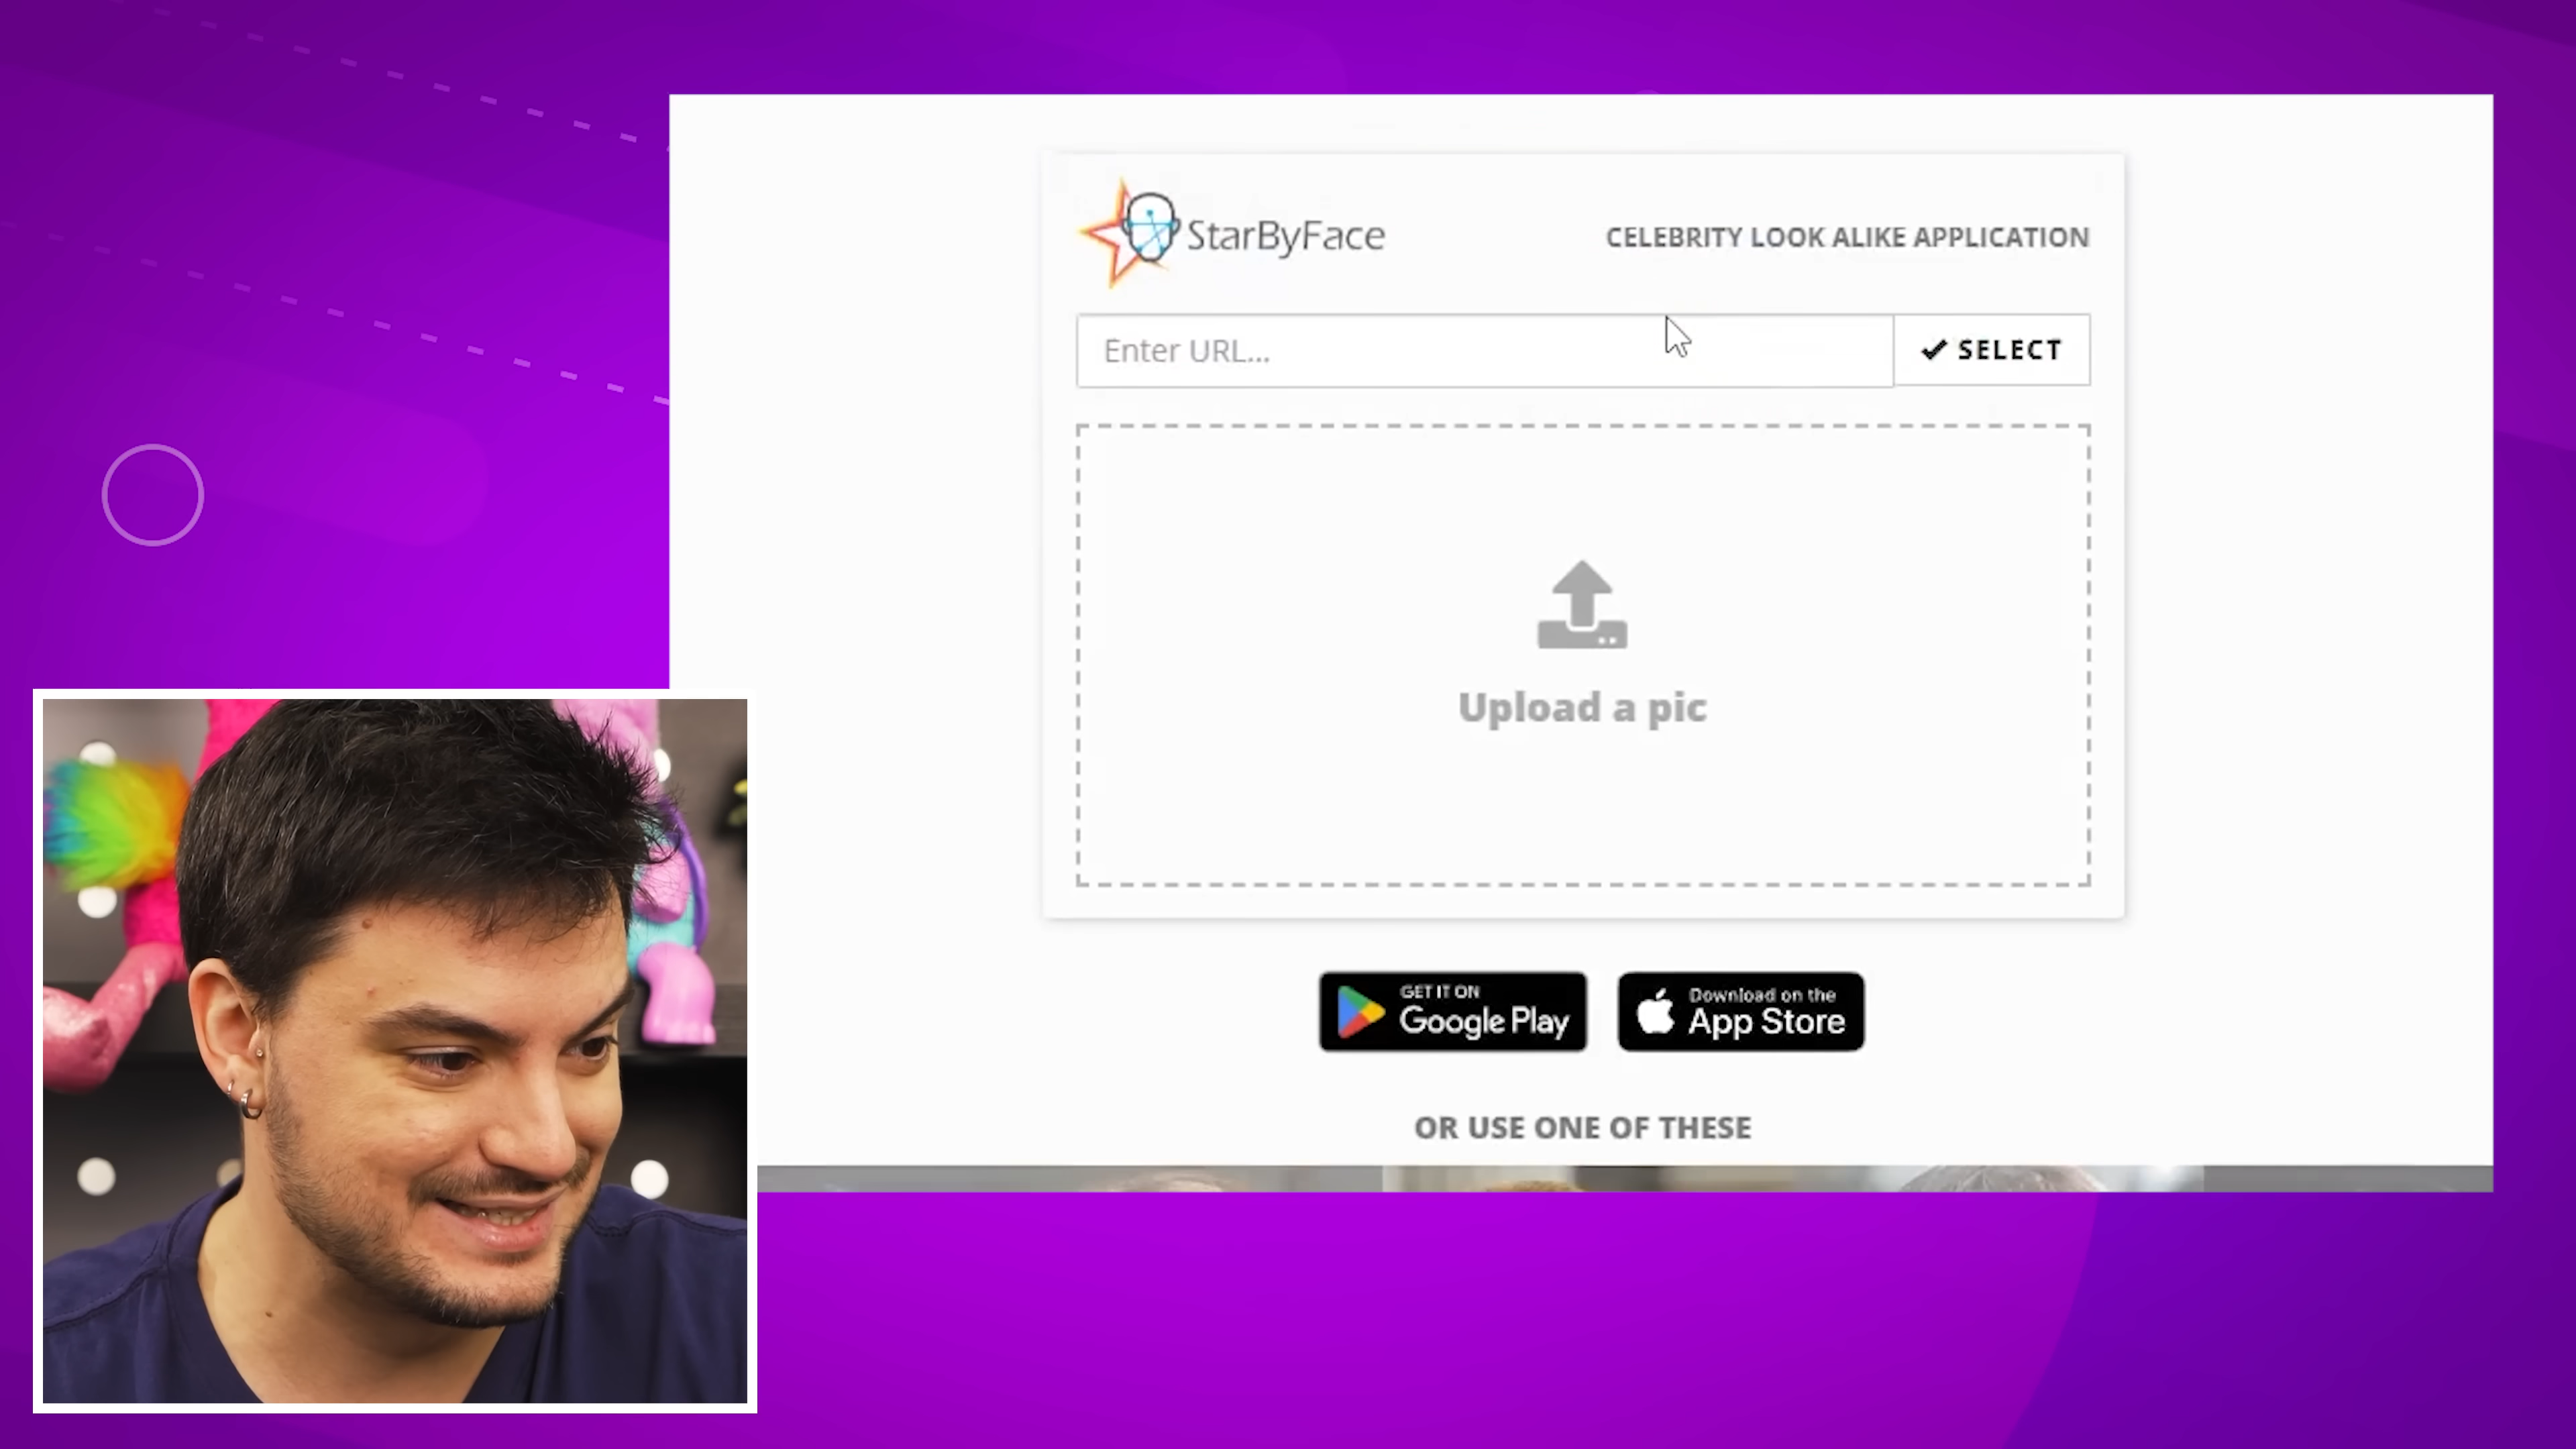 StarByFace
CELEBRITY LOOK ALIKE APPLICATION
Enter URL...
SELECT
Upload a pic
GET IT ON
Google Play
Download on the
App Store
OR USE ONE OF THESE